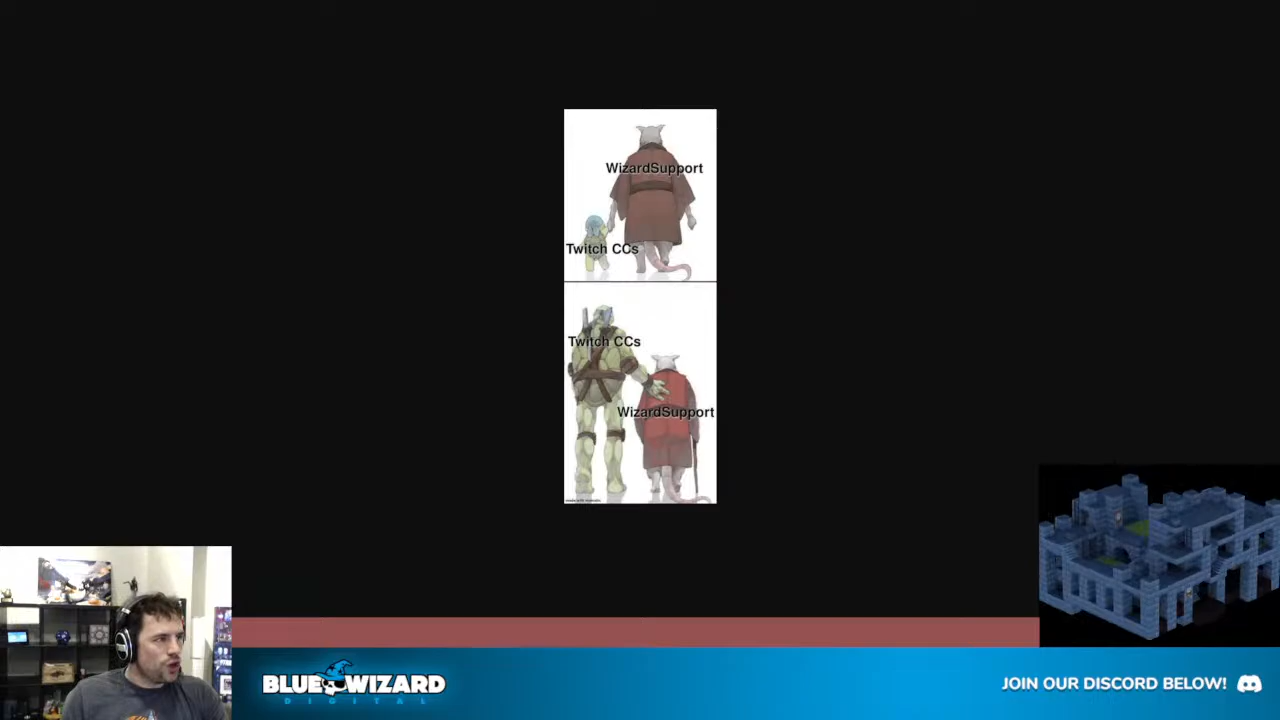 WizardSupport
Twitch CCs
Twitch CCs
WizardSupport
BLUE WIZARD
DIGITAL
JOIN OUR DISCORD BELOW!